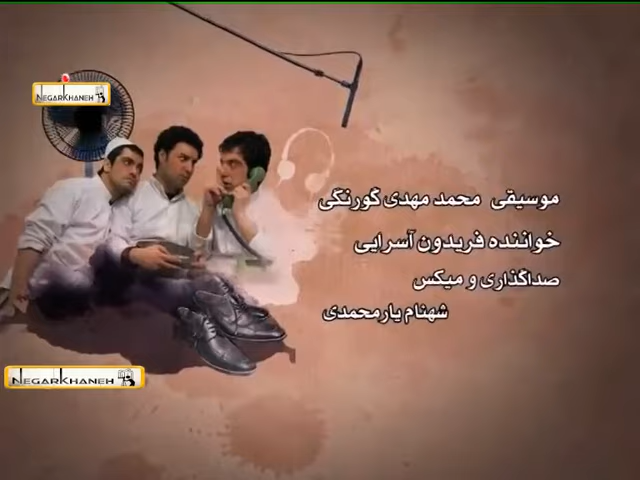 NEGARKHANEH
موسیقی محمد مهدی گورنگی
خواننده فریدون آسرایی
صداگذاری و میکس
شهنام یارمحمدی
NEGARKHANEH